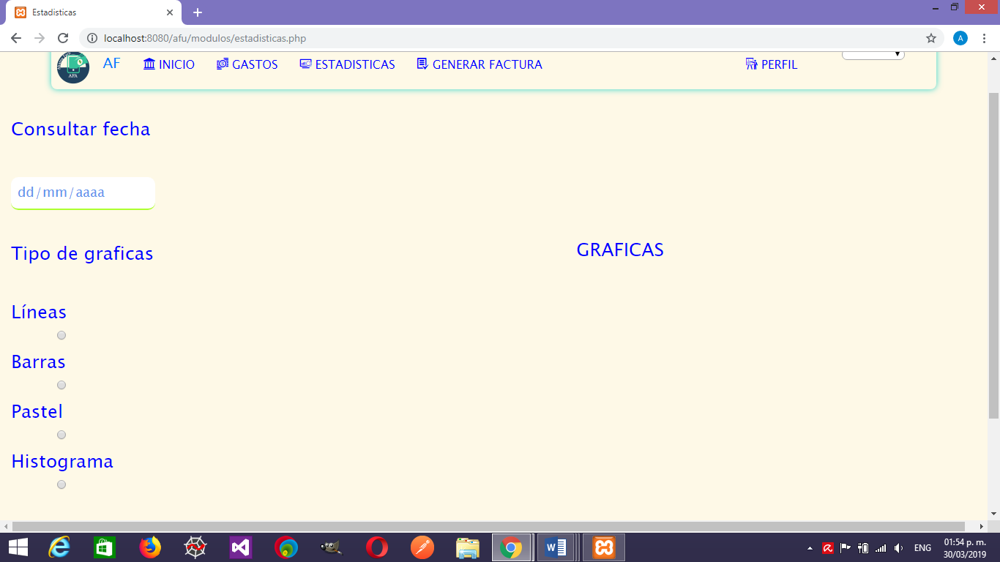 Estadisticas
localhost:8080/afu/modulos/estadisticas.php
A
AFA
AF
INICIO
GASTOS
ESTADISTICAS
GENERAR FACTURA
PERFIL
Consultar fecha
dd/mm/aaaa
Tipo de graficas
GRAFICAS
Líneas
Barras
Pastel
Histograma
ENG
01:54 p. m.
30/03/2019